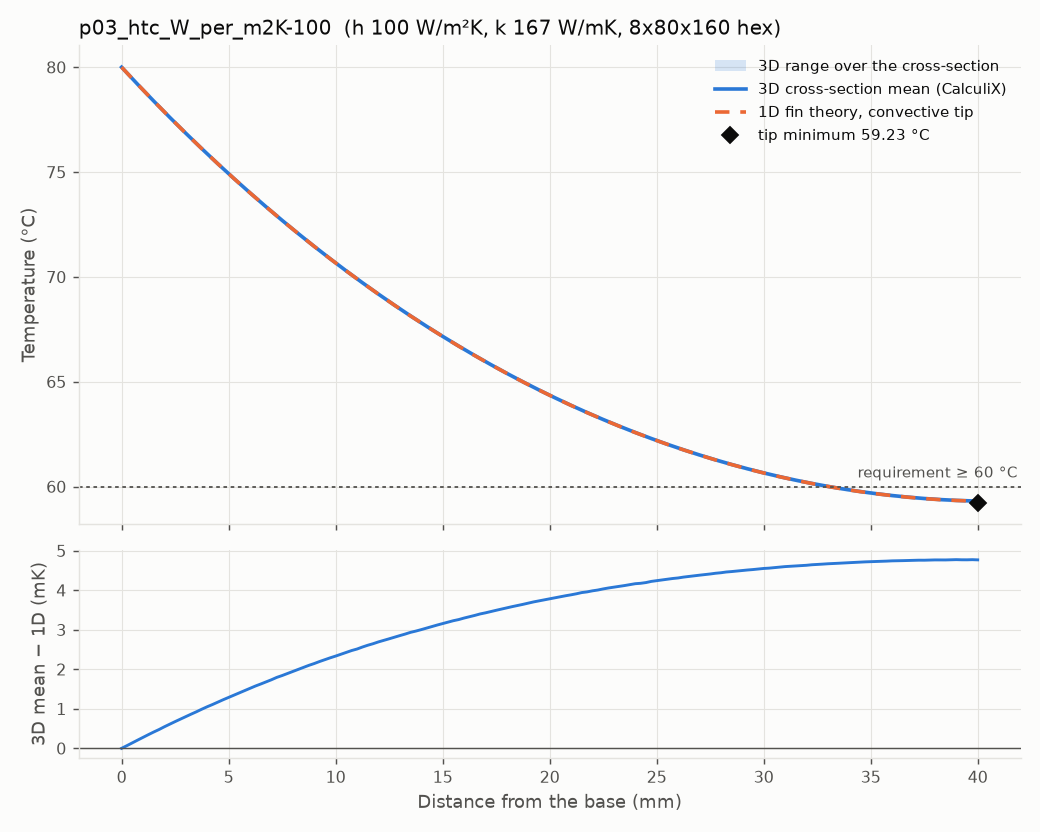 p03_htc_W_per_m2K-100  (h 100 W/m²K, k 167 W/mK, 8x80x160 hex)
3D range over the cross-section
3D cross-section mean (CalculiX)
1D fin theory, convective tip
tip minimum 59.23 °C
Temperature (°C)
80
75
70
65
60
requirement ≥ 60 °C
3D mean − 1D (mK)
5
4
3
2
1
0
0 5 10 15 20 25 30 35 40
Distance from the base (mm)